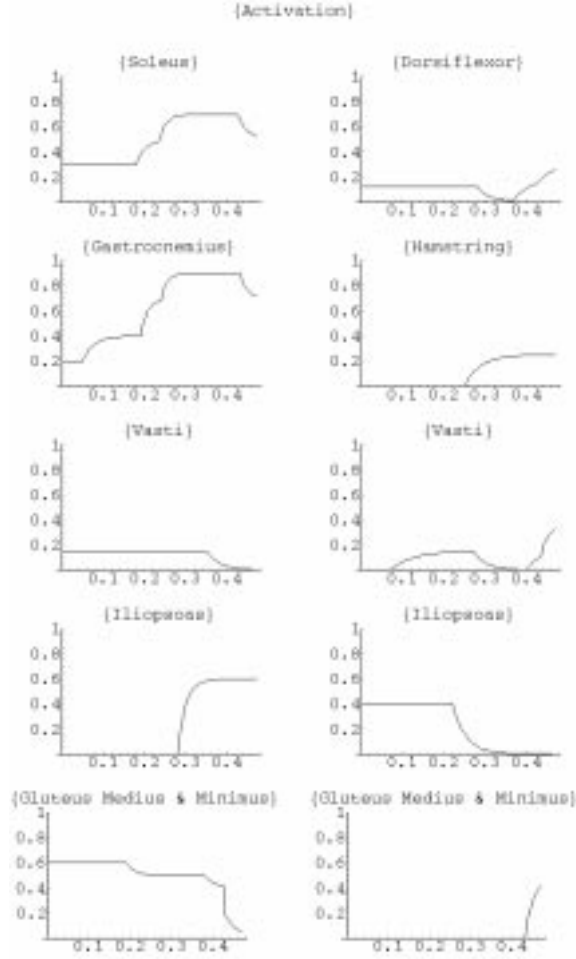 {Activation}
{Soleus} {Dorsiflexor}
1 1
0.8 0.8
0.6 0.6
0.4 0.4
0.2 0.2
0.1 0.2 0.3 0.4 0.1 0.2 0.3 0.4
{Gastrocnemius} {Hamstring}
1 1
0.8 0.8
0.6 0.6
0.4 0.4
0.2 0.2
0.1 0.2 0.3 0.4 0.1 0.2 0.3 0.4
{Vasti} {Vasti}
1 1
0.8 0.8
0.6 0.6
0.4 0.4
0.2 0.2
0.1 0.2 0.3 0.4 0.1 0.2 0.3 0.4
{Iliopsoas} {Iliopsoas}
1 1
0.8 0.8
0.6 0.6
0.4 0.4
0.2 0.2
0.1 0.2 0.3 0.4 0.1 0.2 0.3 0.4
{Gluteus Medius & Minimus} {Gluteus Medius & Minimus}
1 1
0.8 0.8
0.6 0.6
0.4 0.4
0.2 0.2
0.1 0.2 0.3 0.4 0.1 0.2 0.3 0.4